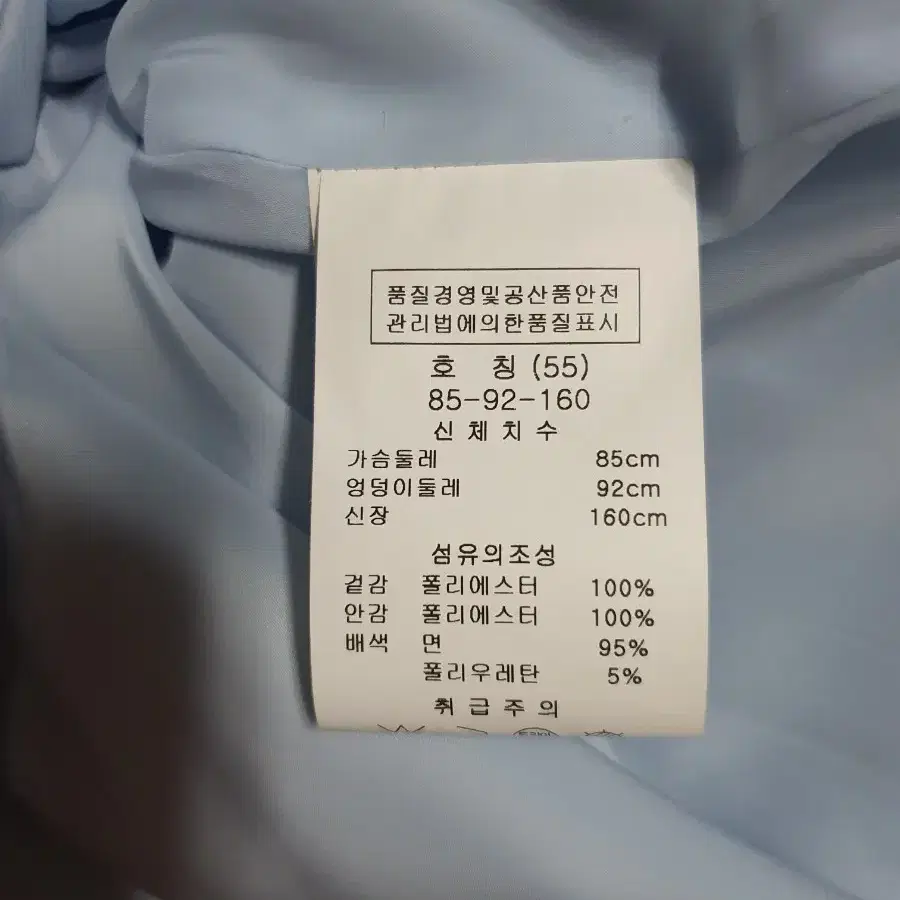 품질경영및공산품안전
관리법에의한품질표시
호 칭 (55)
85-92-160
신체치수
가슴둘레 85cm
엉덩이둘레 92cm
신장 160cm
섬유의조성
겉감 폴리에스터 100%
안감 폴리에스터 100%
배색 면 95%
폴리우레탄 5%
취급주의